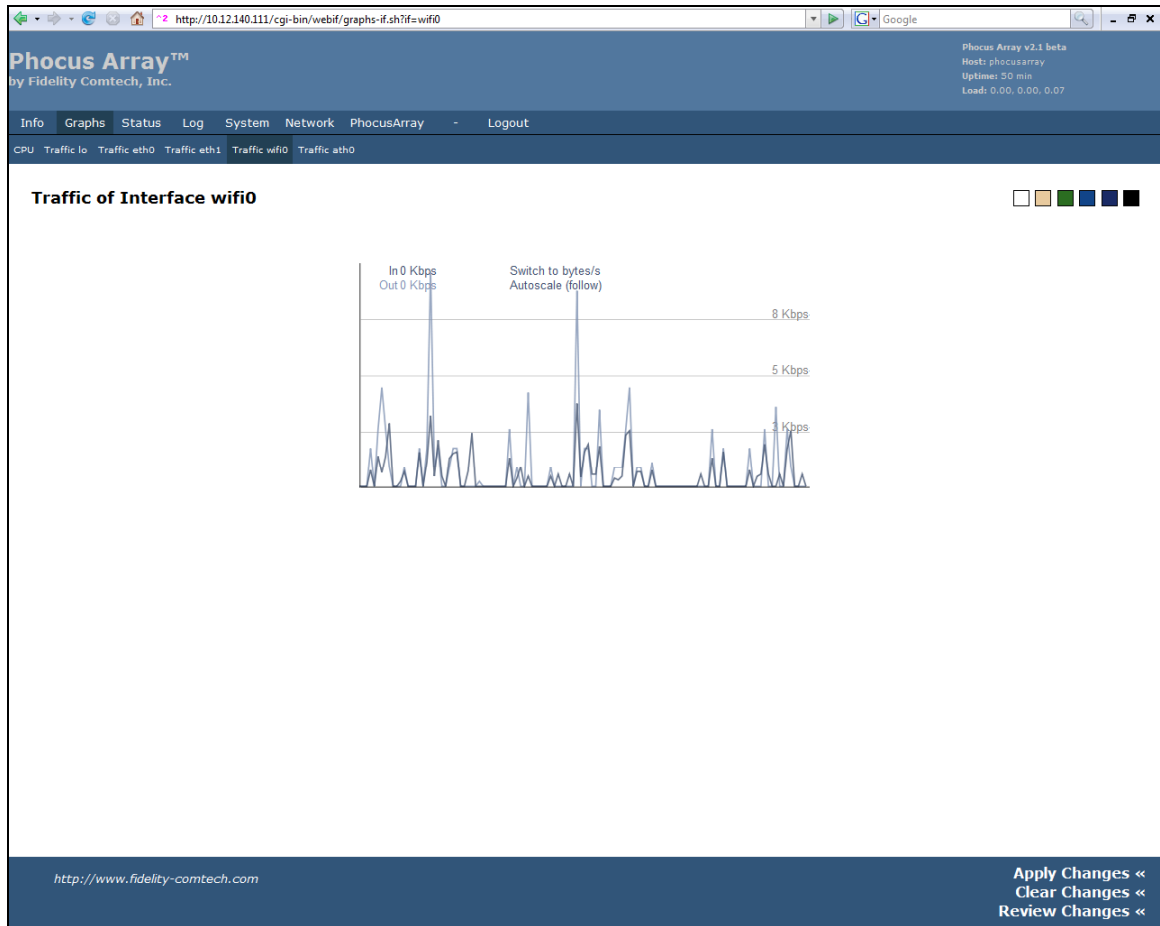 ^2 http://10.12.140.111/cgi-bin/webif/graphs-if.sh?if=wifi0
G Google
Phocus Array™
by Fidelity Comtech, Inc.
Phocus Array v2.1 beta
Host: phocusarray
Uptime: 50 min
Load: 0.00, 0.00, 0.07
Info Graphs Status Log System Network PhocusArray - Logout
CPU Traffic lo Traffic eth0 Traffic eth1 Traffic wifi0 Traffic ath0
Traffic of Interface wifi0
In 0 Kbps Switch to bytes/s
Out 0 Kbps Autoscale (follow)
8 Kbps
5 Kbps
3 Kbps
http://www.fidelity-comtech.com
Apply Changes «
Clear Changes «
Review Changes «